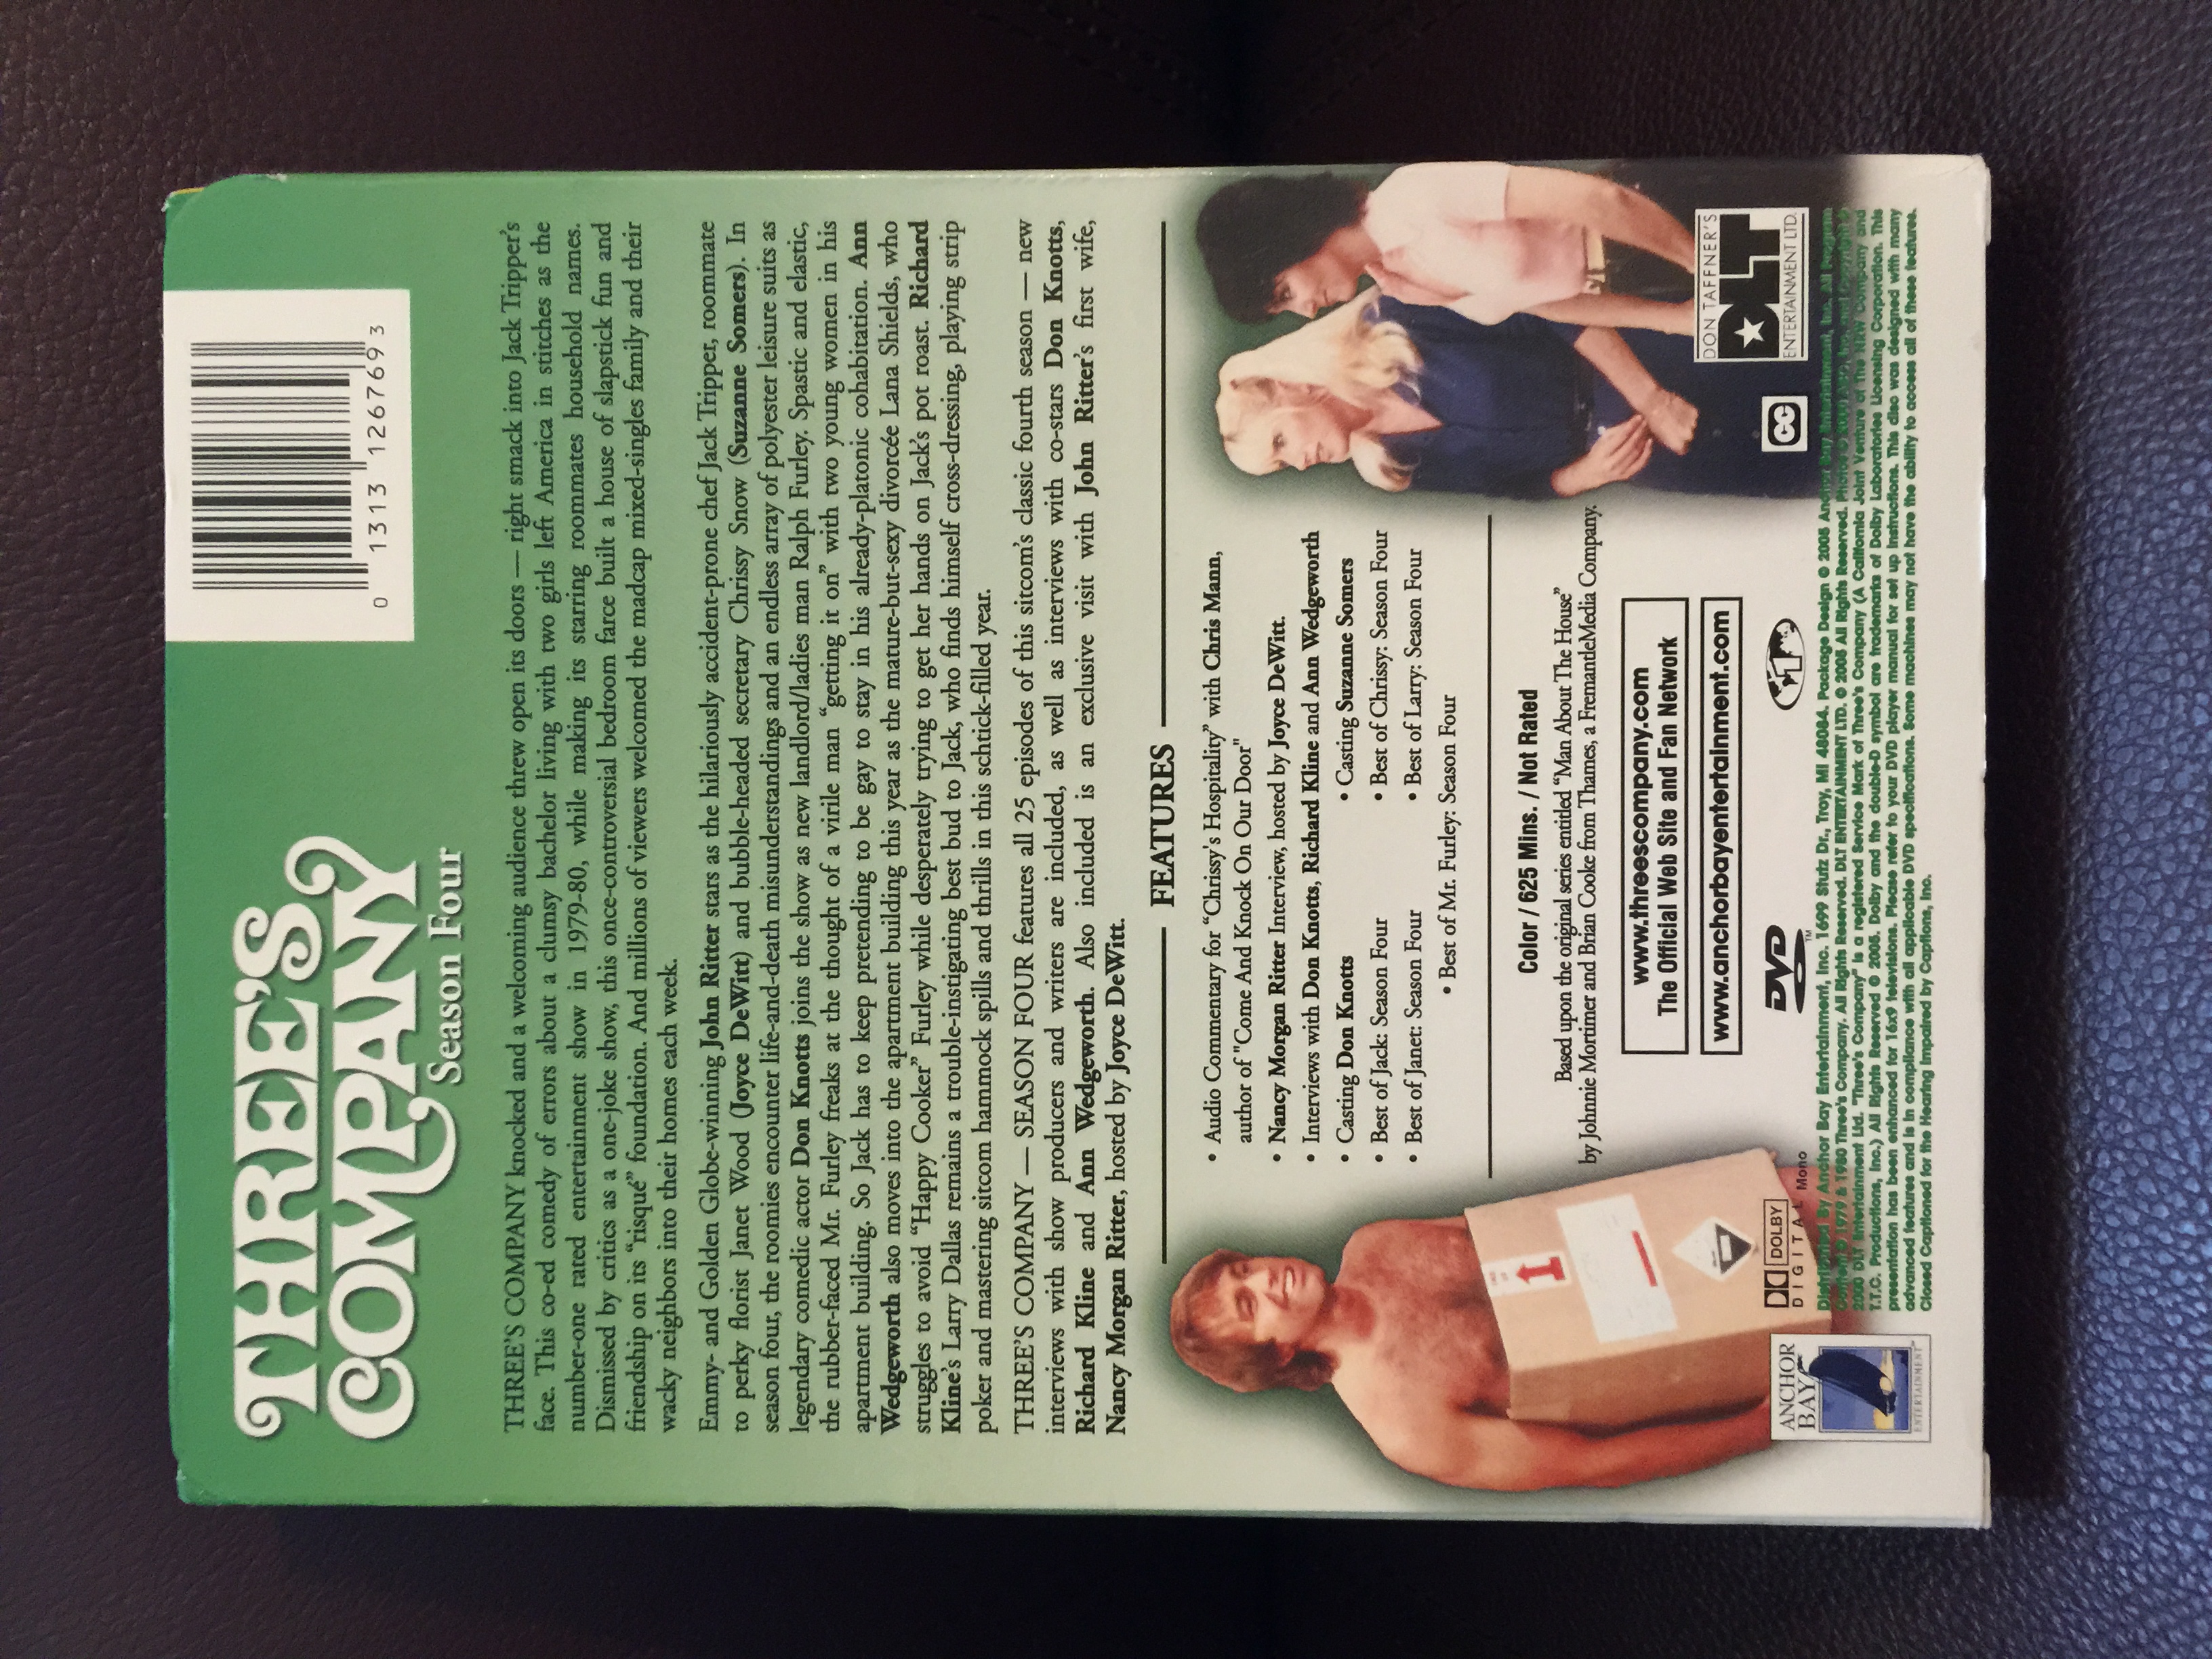 THREE'S
COMPANY
Season Four
0 1313 126769 3
THREE'S COMPANY knocked and a welcoming audience threw open its doors — right smack into Jack Tripper's
face. This co-ed comedy of errors about a clumsy bachelor living with two girls left America in stitches as the
number-one rated entertainment show in 1979-80, while making its starring roommates household names.
Dismissed by critics as a one-joke show, this once-controversial bedroom farce built a house of slapstick fun and
friendship on its “risqué” foundation. And millions of viewers welcomed the madcap mixed-singles family and their
wacky neighbors into their homes each week.
Emmy- and Golden Globe-winning John Ritter stars as the hilariously accident-prone chef Jack Tripper, roommate
to perky florist Janet Wood (Joyce DeWitt) and bubble-headed secretary Chrissy Snow (Suzanne Somers). In
season four, the roomies encounter life-and-death misunderstandings and an endless array of polyester leisure suits as
legendary comedic actor Don Knotts joins the show as new landlord/ladies man Ralph Furley. Spastic and elastic,
the rubber-faced Mr. Furley freaks at the thought of a virile man “getting it on” with two young women in his
apartment building. So Jack has to keep pretending to be gay to stay in his already-platonic cohabitation. Ann
Wedgeworth also moves into the apartment building this year as the mature-but-sexy divorcée Lana Shields, who
struggles to avoid “Happy Cooker” Furley while desperately trying to get her hands on Jack's pot roast. Richard
Kline's Larry Dallas remains a trouble-instigating best bud to Jack, who finds himself cross-dressing, playing strip
poker and mastering sitcom hammock spills and thrills in this schtick-filled year.
THREE'S COMPANY — SEASON FOUR features all 25 episodes of this sitcom's classic fourth season — new
interviews with show producers and writers are included, as well as interviews with co-stars Don Knotts,
Richard Kline and Ann Wedgeworth. Also included is an exclusive visit with John Ritter's first wife,
Nancy Morgan Ritter, hosted by Joyce DeWitt.
FEATURES
• Audio Commentary for “Chrissy's Hospitality” with Chris Mann,
author of "Come And Knock On Our Door"
• Nancy Morgan Ritter Interview, hosted by Joyce DeWitt.
• Interviews with Don Knotts, Richard Kline and Ann Wedgeworth
• Casting Don Knotts • Casting Suzanne Somers
• Best of Jack: Season Four • Best of Chrissy: Season Four
• Best of Janet: Season Four • Best of Larry: Season Four
• Best of Mr. Furley: Season Four
Color / 625 Mins. / Not Rated
Based upon the original series entitled “Man About The House”
by Johnnie Mortimer and Brian Cooke from Thames, a FremantleMedia Company.
www.threescompany.com
The Official Web Site and Fan Network
www.anchorbayentertainment.com
ANCHOR
BAY
ENTERTAINMENT
DOLBY
DIGITAL Mono
DVD
TM
1
CC
DON TAFFNER'S
DLT
ENTERTAINMENT LTD.
Distributed By Anchor Bay Entertainment, Inc. 1699 Stutz Dr., Troy, MI 48084. Package Design © 2005 Anchor Bay Entertainment, Inc. All Program
Content © 1979 & 1980 Three's Company. All Rights Reserved. DLT ENTERTAINMENT LTD. © 2005 All Rights Reserved. Photos © 2000 ABC, Inc. and Copyright ©
2000 DLT Entertainment Ltd. "Three's Company" is a registered Service Mark of Three's Company (A California Joint Venture of The NRW Company and
T.T.C. Productions, Inc.) All Rights Reserved © 2005. Dolby and the double-D symbol are trademarks of Dolby Laboratories Licensing Corporation. This
presentation has been enhanced for 16x9 televisions. Please refer to your DVD player manual for set up instructions. This disc was designed with many
advanced features and is in compliance with all applicable DVD specifications. Some machines may not have the ability to access all of these features.
Closed Captioned for the Hearing Impaired by Captions, Inc.